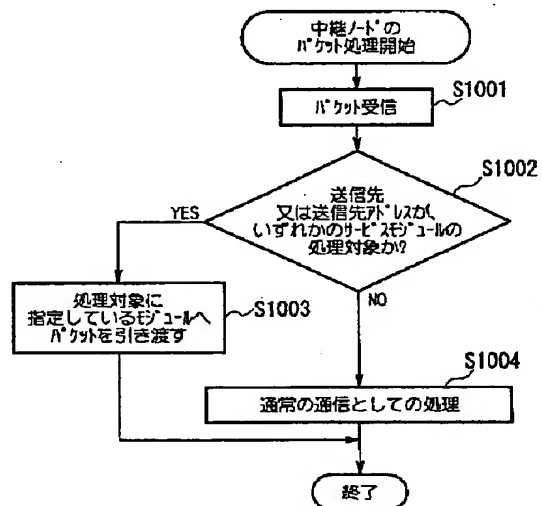 中継ノードの
パケット処理開始
S1001
パケット受信
S1002
送信先
又は送信先アドレスが、
いずれかのサービスモジュールの
処理対象か?
YES
NO
処理対象に
指定しているモジュールへ
パケットを引き渡す
S1003
S1004
通常の通信としての処理
終了